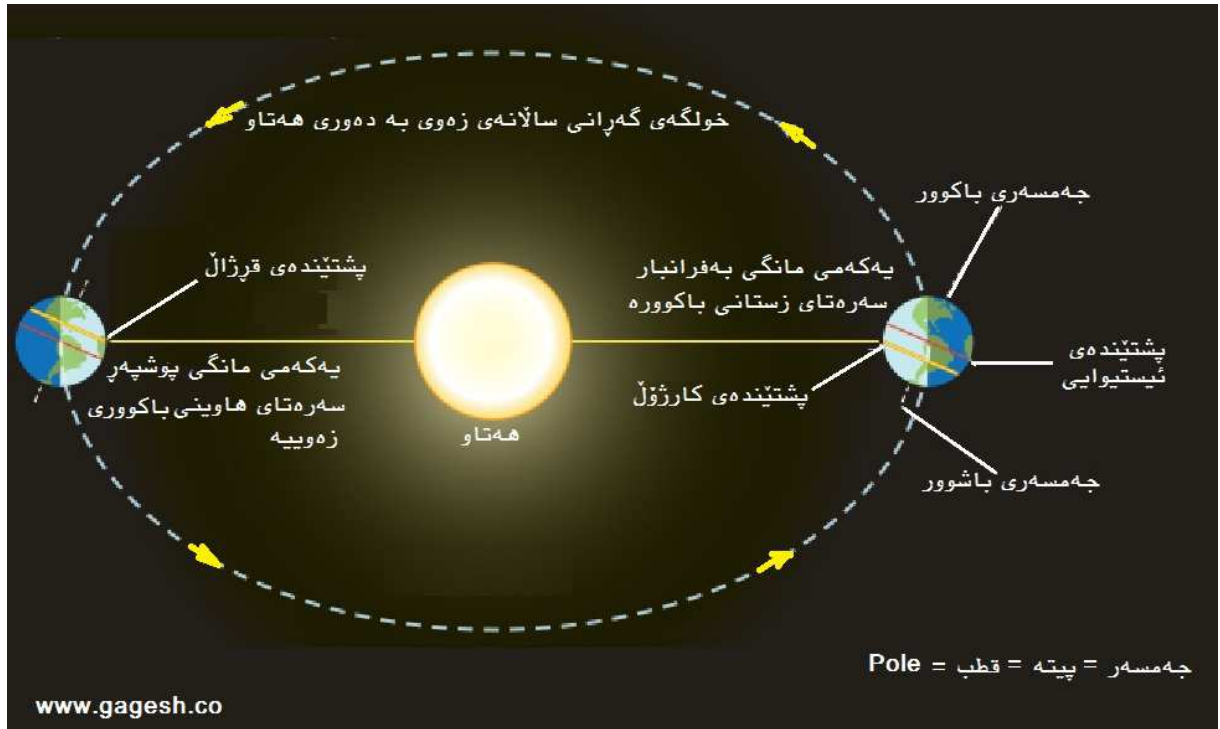 خولگەی گەڕانی ساڵانەی زەوی بە دەوری هەتاو
جەمسەری باکوور
پشتێندەی قڕژاڵ
یەکەمی مانگی بەفرانبار
سەرەتای زستانی باکوورە
پشتێندەی
ئیستیوایی
یەکەمی مانگی پوشپەڕ
سەرەتای هاوینی باکووری
زەوییە
پشتێندەی کارژۆڵ
هەتاو
جەمسەری باشوور
جەمسەر = پیتە = قطب = Pole
www.gagesh.co